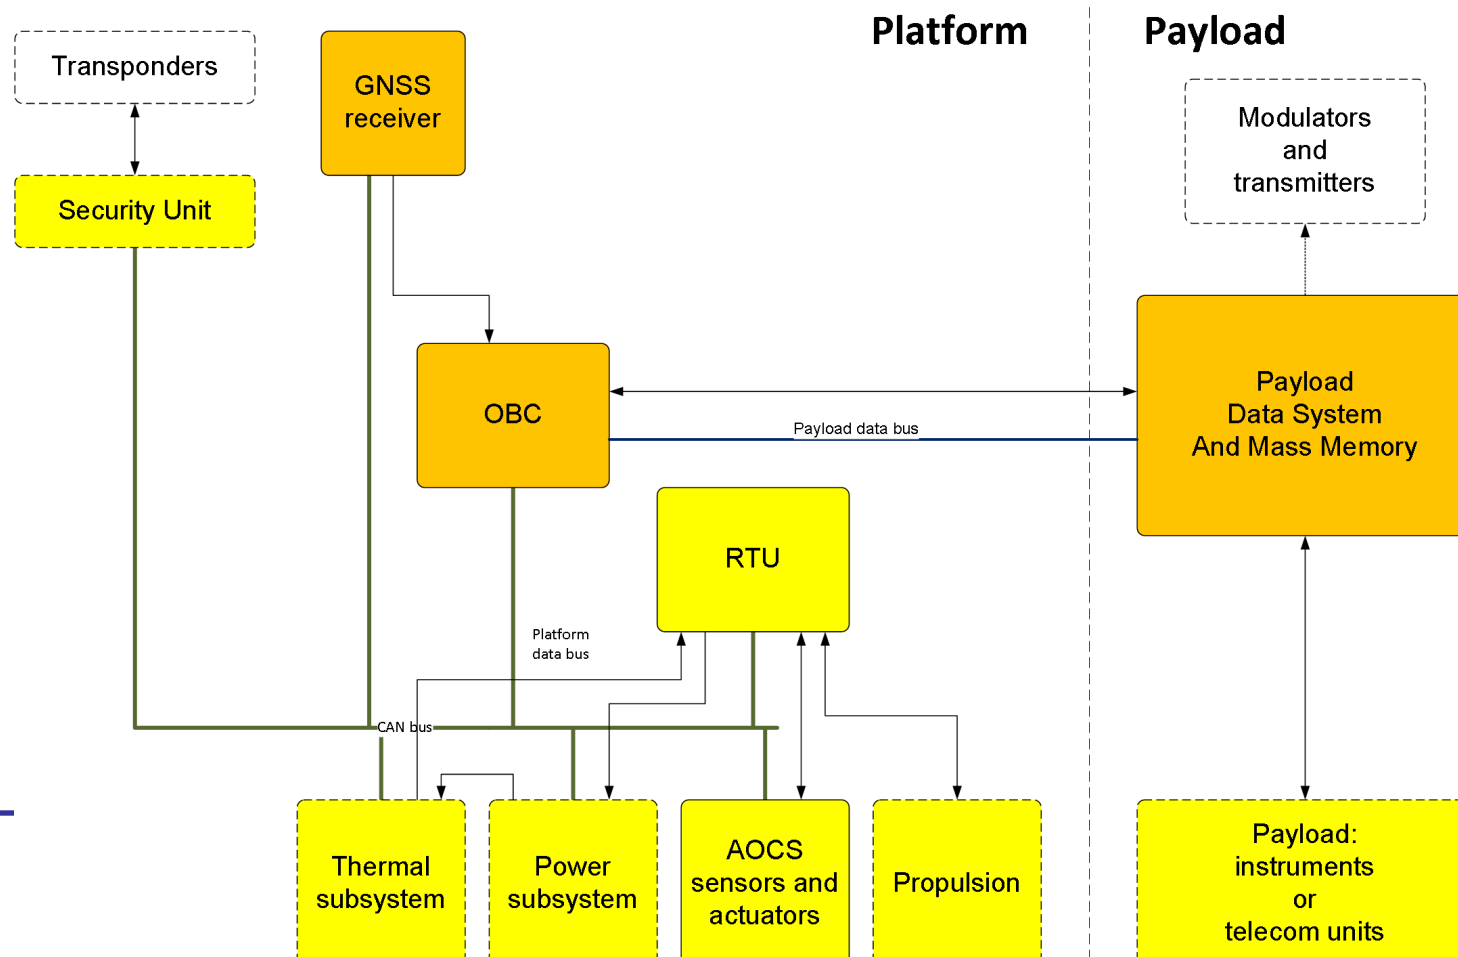 Platform
Payload
Transponders
GNSS
receiver
Modulators
and
transmitters
Security Unit
OBC
Payload data bus
Payload
Data System
And Mass Memory
RTU
Platform
data bus
CAN bus
Thermal
subsystem
Power
subsystem
AOCS
sensors and
actuators
Propulsion
Payload:
instruments
or
telecom units